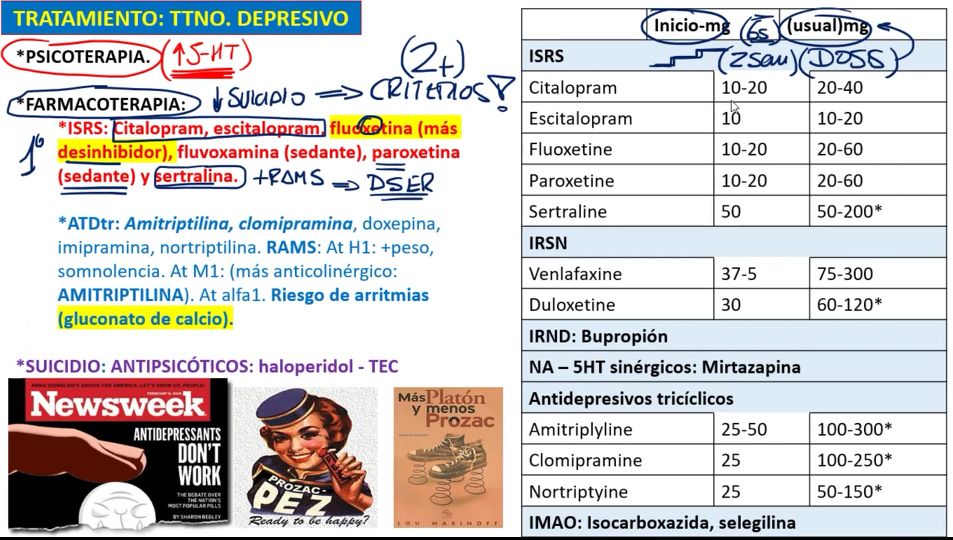 TRATAMIENTO: TTNO. DEPRESIVO
*PSICOTERAPIA. (↑5-HT)
(2+)
*FARMACOTERAPIA: ↓SUICIDIO ⇒ CRITERIOS!
*ISRS: Citalopram, escitalopram, fluoxetina (más
desinhibidor), fluvoxamina (sedante), paroxetina
(sedante) y sertralina. +RAMS ⇒ DSER
1º
*ATDtr: Amitriptilina, clomipramina, doxepina,
imipramina, nortriptilina. RAMS: At H1: +peso,
somnolencia. At M1: (más anticolinérgico:
AMITRIPTILINA). At alfa1. Riesgo de arritmias
(gluconato de calcio).
*SUICIDIO: ANTIPSICÓTICOS: haloperidol - TEC
ANNA QUINDLEN'S ADVICE FOR AMERICA: LET'S GROW UP, PEOPLE!
Newsweek
ANTIDEPRESSANTS
DON'T
WORK
THE DEBATE OVER
THE NATION'S
MOST POPULAR PILLS
BY SHARON BEGLEY
PROZAC-
PEZ
Ready to be happy?
Más Platón
y menos
Prozac
LOU MARINOFF
Inicio-mg (usual)mg
ISRS
Citalopram 10-20 20-40
Escitalopram 10 10-20
Fluoxetine 10-20 20-60
Paroxetine 10-20 20-60
Sertraline 50 50-200*
IRSN
Venlafaxine 37-5 75-300
Duloxetine 30 60-120*
IRND: Bupropión
NA – 5HT sinérgicos: Mirtazapina
Antidepresivos tricíclicos
Amitriplyline 25-50 100-300*
Clomipramine 25 100-250*
Nortriptyine 25 50-150*
IMAO: Isocarboxazida, selegilina